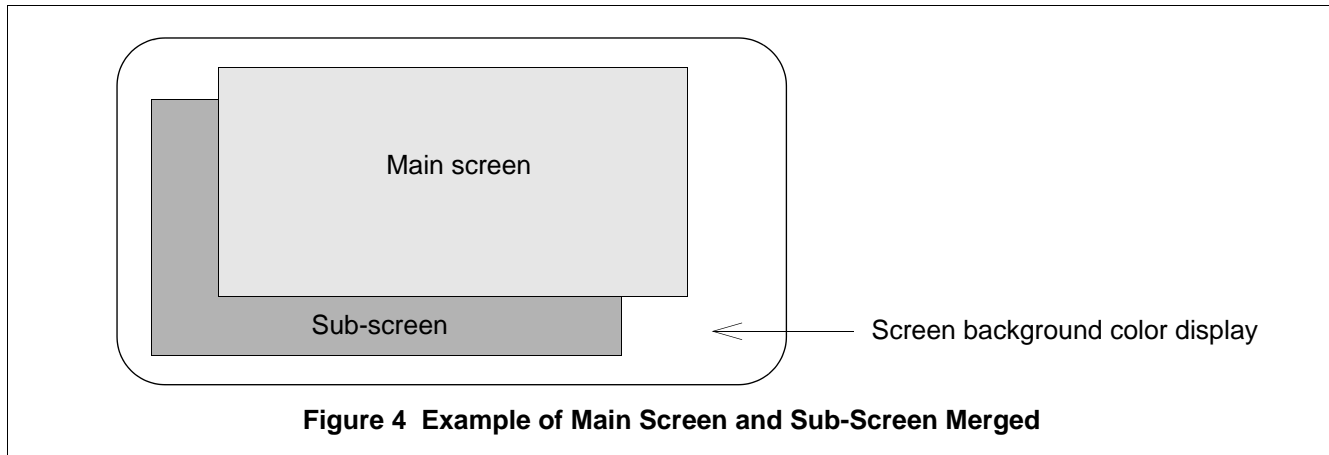 Main screen
Sub-screen
Screen background color display
Figure 4 Example of Main Screen and Sub-Screen Merged